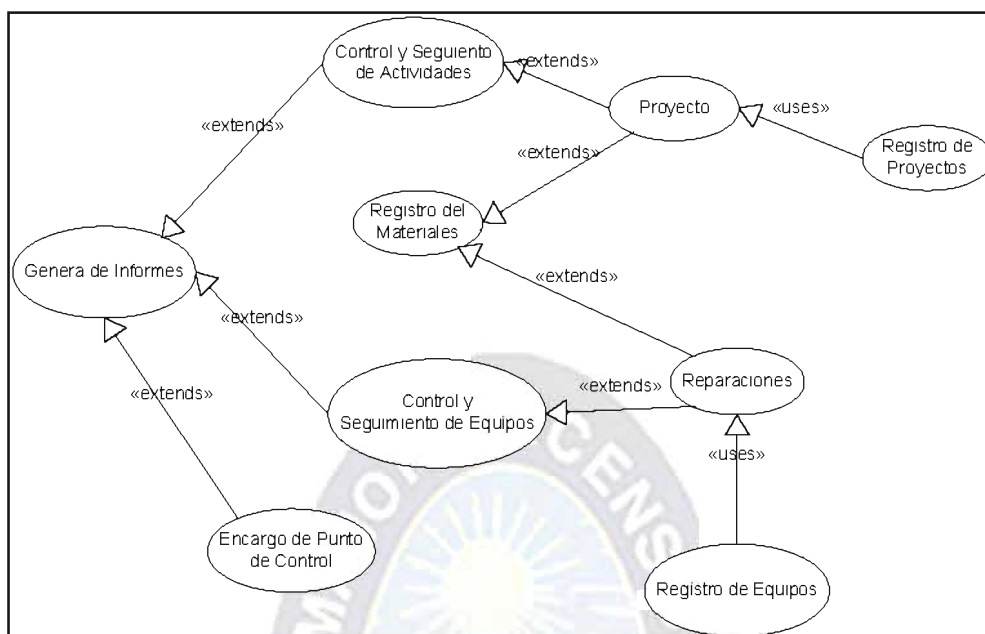 Control y Seguiento
de Actividades
«extends»
Proyecto
«uses»
Registro de
Proyectos
«extends»
«extends»
Registro del
Materiales
Genera de Informes
«extends»
«extends»
«extends»
Reparaciones
«extends»
Control y
Seguimiento de Equipos
«uses»
Encargo de Punto
de Control
Registro de Equipos